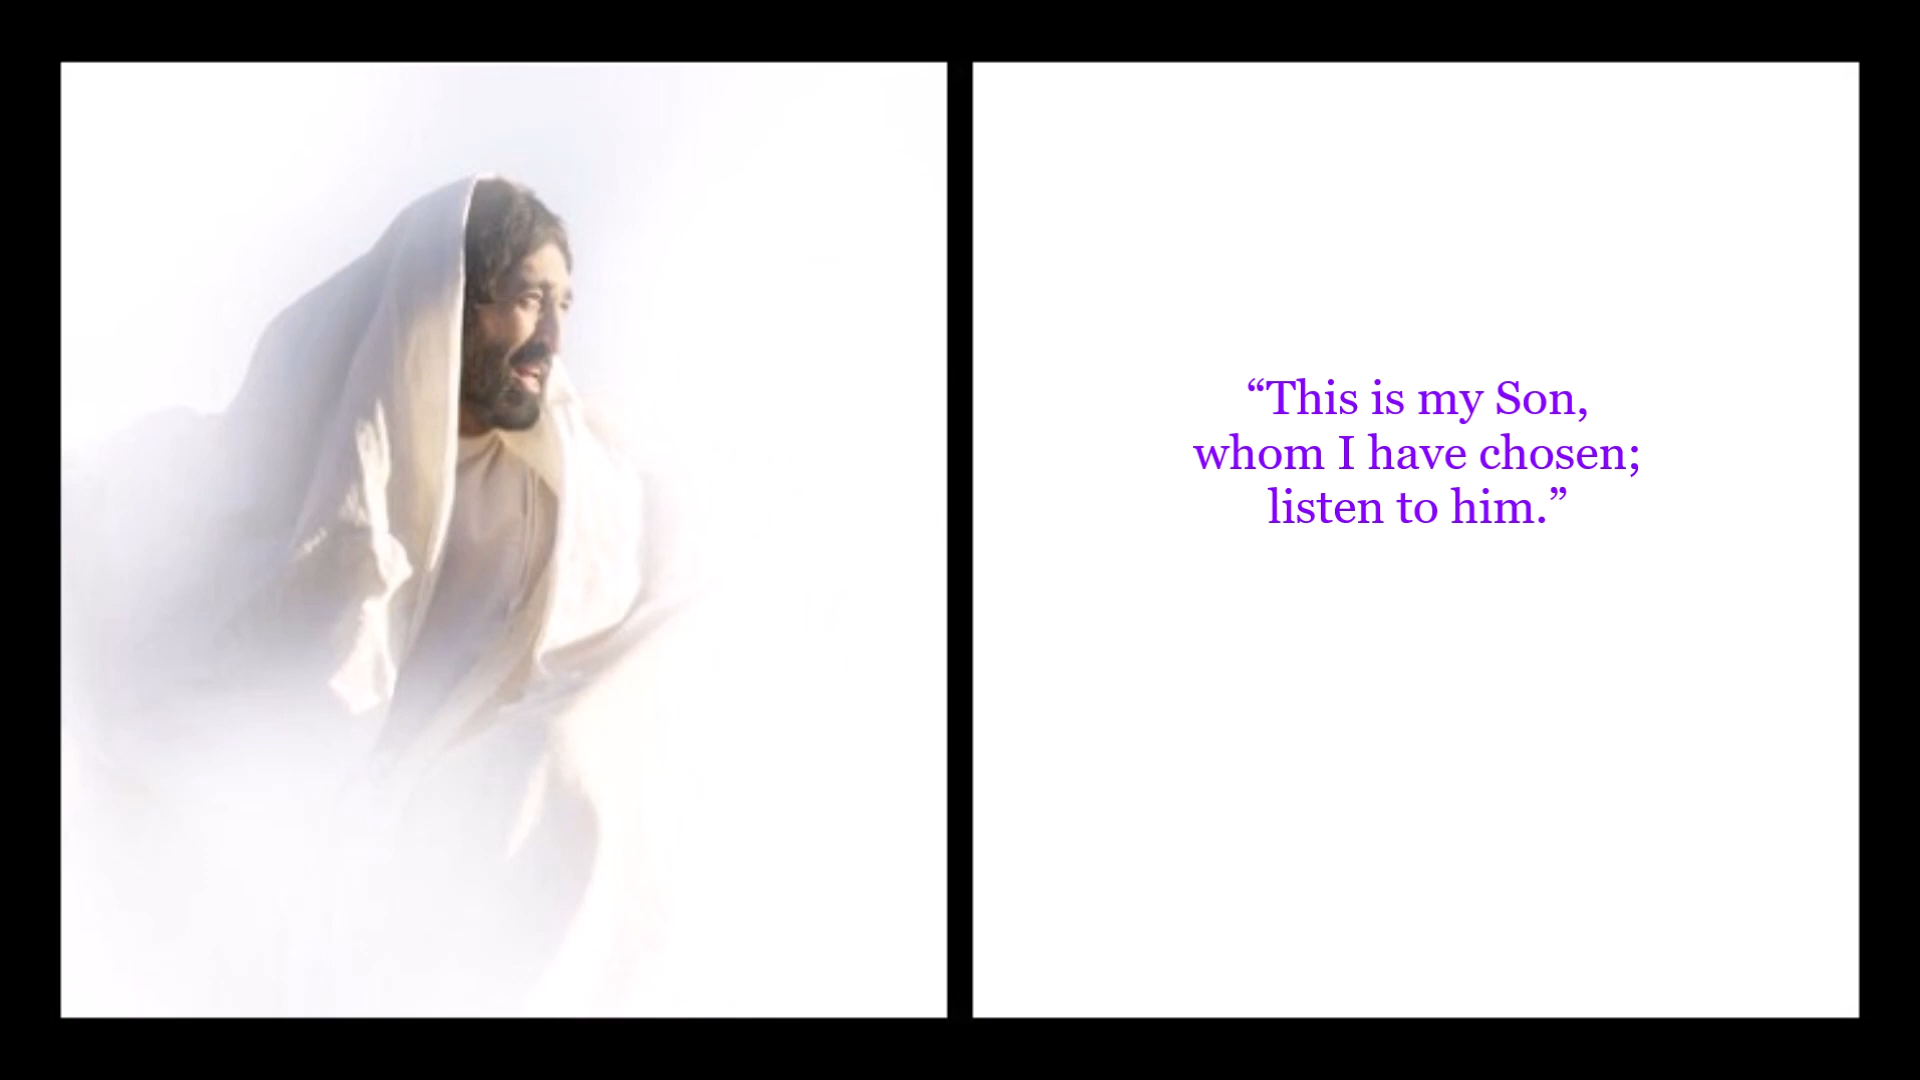 “This is my Son,
whom I have chosen;
listen to him.”